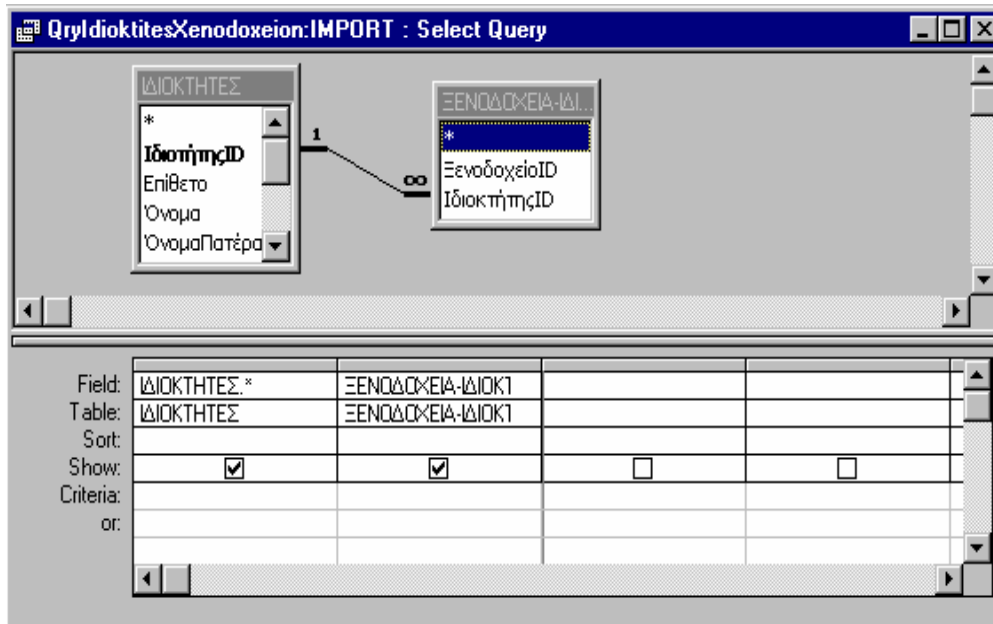 QryIdioktitesXenodoxeion:IMPORT : Select Query
ΙΔΙΟΚΤΗΤΕΣ
*
ΙδιοτήτηςID
Επίθετο
Όνομα
ΌνομαΠατέρα
1
∞
ΞΕΝΟΔΟΧΕΙΑ-ΙΔΙ...
*
ΞενοδοχείοID
ΙδιοκτήτηςID
Field: ΙΔΙΟΚΤΗΤΕΣ.* ΞΕΝΟΔΟΧΕΙΑ-ΙΔΙΟΚΤ
Table: ΙΔΙΟΚΤΗΤΕΣ ΞΕΝΟΔΟΧΕΙΑ-ΙΔΙΟΚΤ
Sort:
Show:
Criteria:
or: